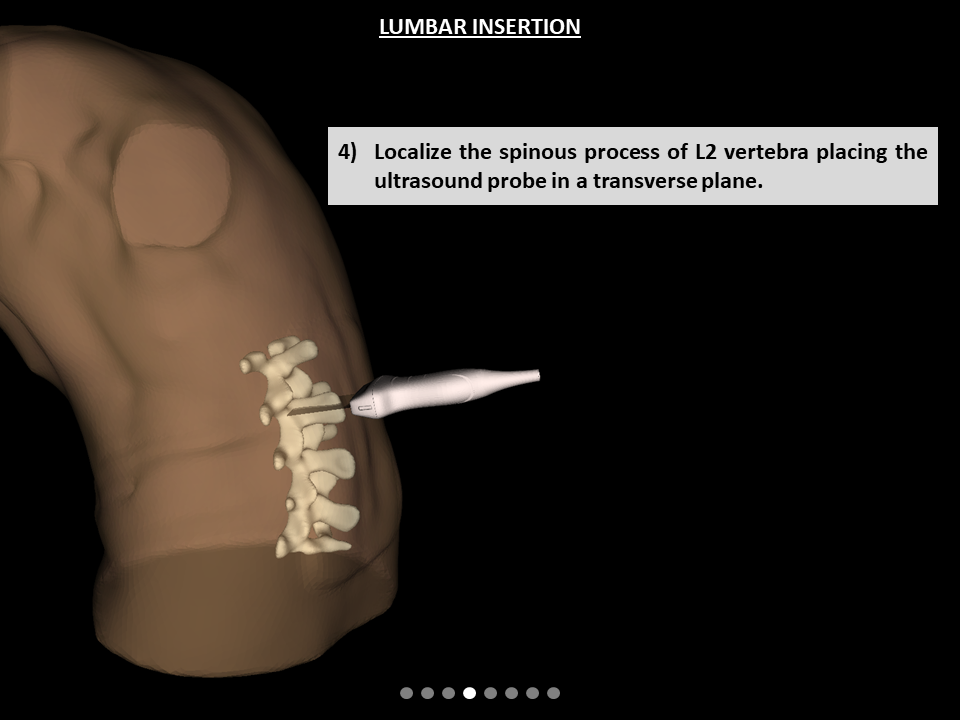 LUMBAR INSERTION
4) Localize the spinous process of L2 vertebra placing the
ultrasound probe in a transverse plane.